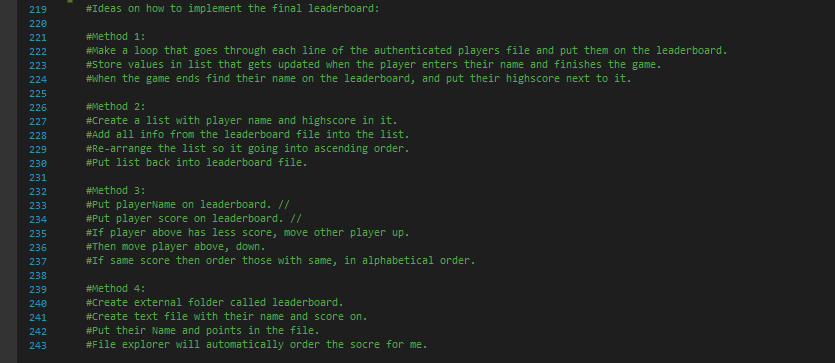 219 #Ideas on how to implement the final leaderboard:
220
221 #Method 1:
222 #Make a loop that goes through each line of the authenticated players file and put them on the leaderboard.
223 #Store values in list that gets updated when the player enters their name and finishes the game.
224 #When the game ends find their name on the leaderboard, and put their highscore next to it.
225
226 #Method 2:
227 #Create a list with player name and highscore in it.
228 #Add all info from the leaderboard file into the list.
229 #Re-arrange the list so it going into ascending order.
230 #Put list back into leaderboard file.
231
232 #Method 3:
233 #Put playerName on leaderboard. //
234 #Put player score on leaderboard. //
235 #If player above has less score, move other player up.
236 #Then move player above, down.
237 #If same score then order those with same, in alphabetical order.
238
239 #Method 4:
240 #Create external folder called leaderboard.
241 #Create text file with their name and score on.
242 #Put their Name and points in the file.
243 #File explorer will automatically order the socre for me.